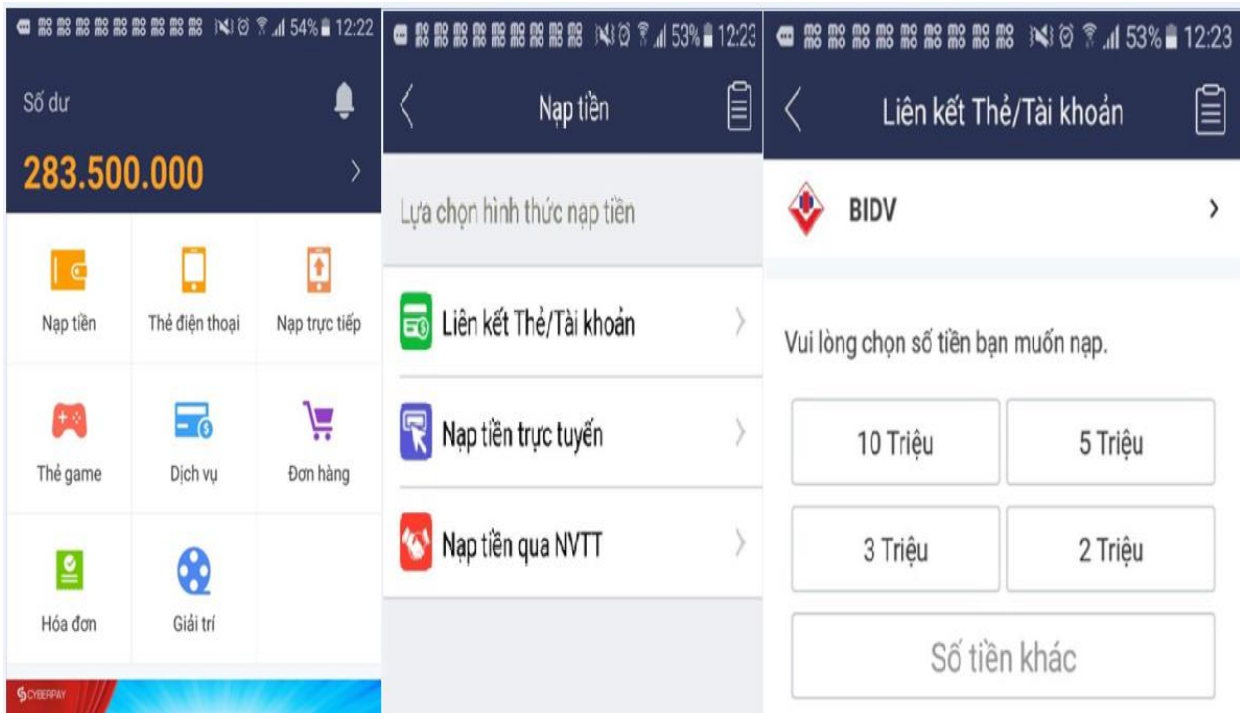 54% 12:22
Số dư
283.500.000
Nạp tiền
Thẻ điện thoại
Nạp trực tiếp
Thẻ game
Dịch vụ
Đơn hàng
Hóa đơn
Giải trí
CYBERPAY
53% 12:23
Nạp tiền
Lựa chọn hình thức nạp tiền
Liên kết Thẻ/Tài khoản
Nạp tiền trực tuyến
Nạp tiền qua NVTT
53% 12:23
Liên kết Thẻ/Tài khoản
BIDV
Vui lòng chọn số tiền bạn muốn nạp.
10 Triệu
5 Triệu
3 Triệu
2 Triệu
Số tiền khác